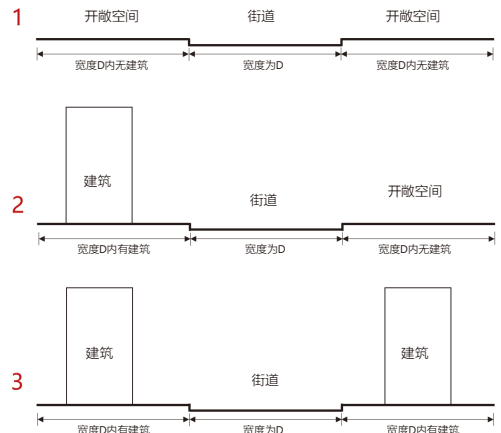 1
开敞空间 街道 开敞空间
宽度D内无建筑 宽度为D 宽度D内无建筑
建筑
2
街道 开敞空间
宽度D内有建筑 宽度为D 宽度D内无建筑
建筑 建筑
3
街道
宽度D内有建筑 宽度为D 宽度D内有建筑